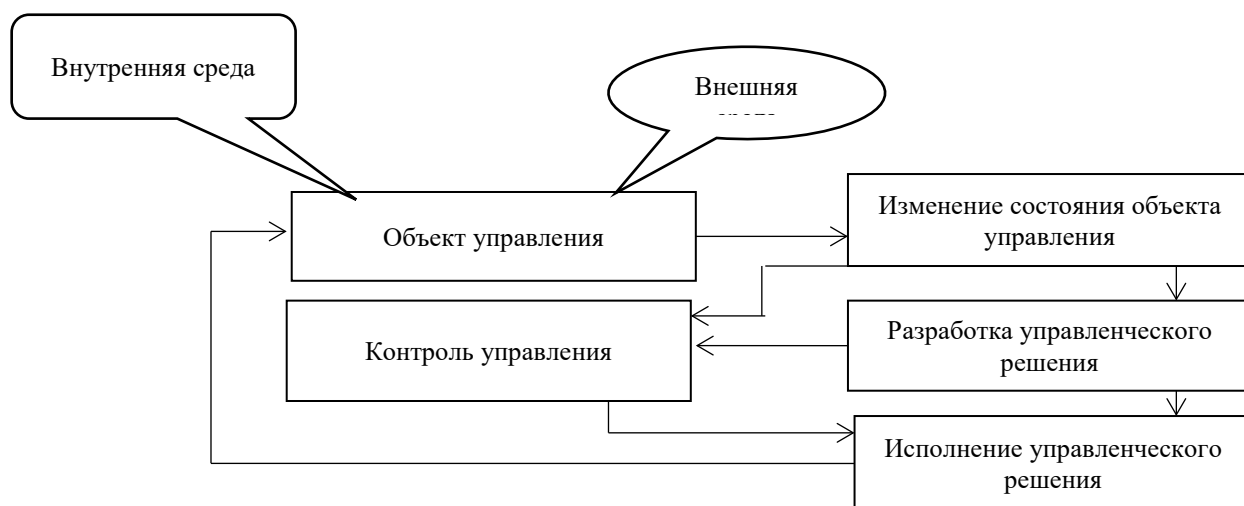 Внутренняя среда
Внешняя
Изменение состояния объекта
управления
Объект управления
Разработка управленческого
решения
Контроль управления
Исполнение управленческого
решения